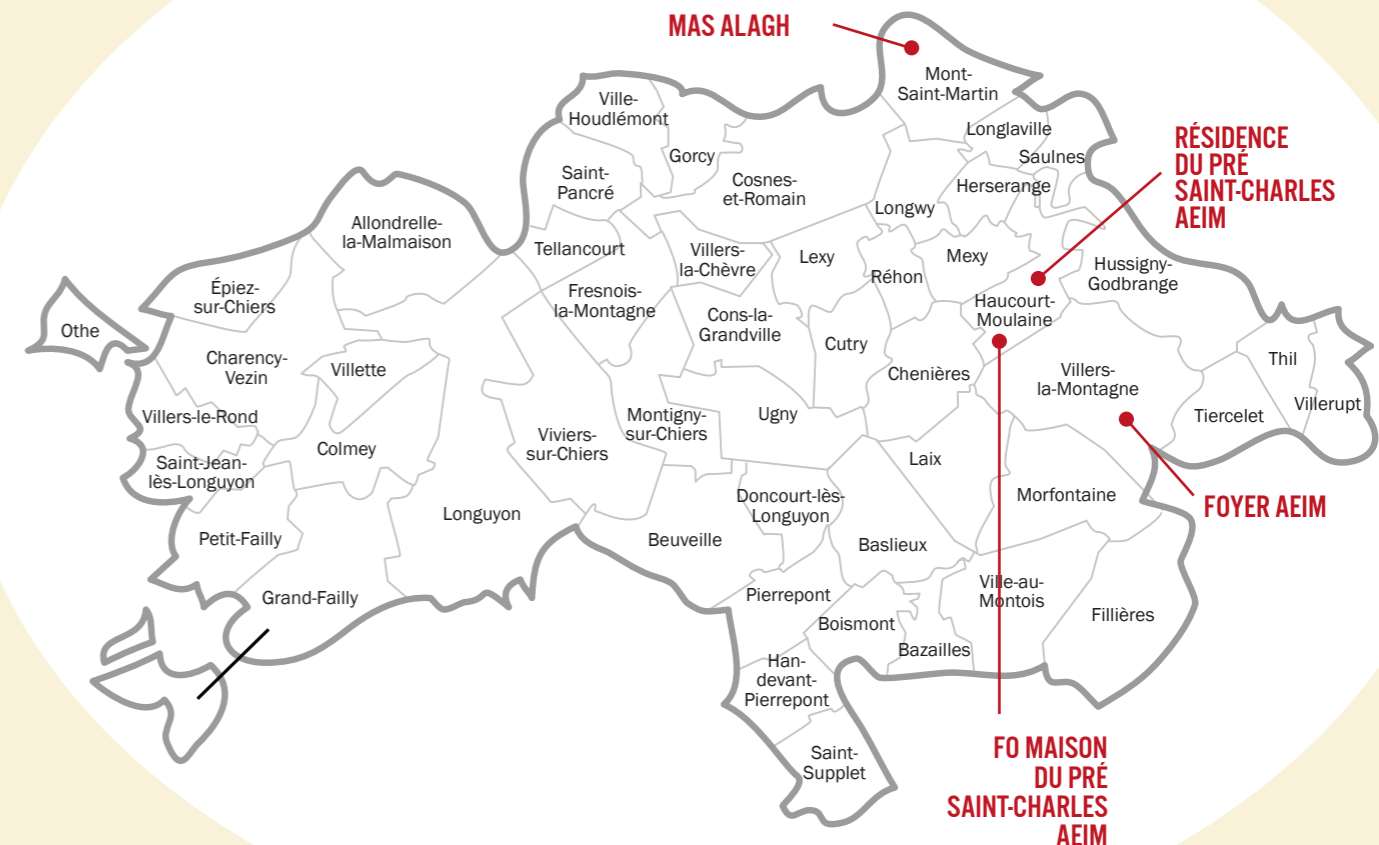 MAS ALAGH
Mont-
Saint-Martin
Ville-
Houdlémont
Longlaville
Gorcy
Saulnes
RÉSIDENCE
DU PRÉ
SAINT-CHARLES
AEIM
Saint-
Pancré
Cosnes-
et-Romain
Herserange
Longwy
Allondrelle-
la-Malmaison
Tellancourt
Villers-
la-Chèvre
Lexy
Mexy
Réhon
Hussigny-
Godbrange
Épiez-
sur-Chiers
Fresnois-
la-Montagne
Haucourt-
Moulaine
Othe
Cons-la-
Grandville
Cutry
Charency-
Vezin
Villette
Chenières
Villers-
la-Montagne
Thil
Villerupt
Villers-le-Rond
Montigny-
sur-Chiers
Ugny
Tiercelet
Colmey
Viviers-
sur-Chiers
Laix
Saint-Jean-
lès-Longuyon
Doncourt-lès-
Longuyon
Morfontaine
FOYER AEIM
Longuyon
Petit-Failly
Beuveille
Baslieux
Grand-Failly
Pierrepont
Ville-au-
Montois
Fillières
Boismont
Bazailles
Han-
devant-
Pierrepont
Saint-
Supplet
FO MAISON
DU PRÉ
SAINT-CHARLES
AEIM